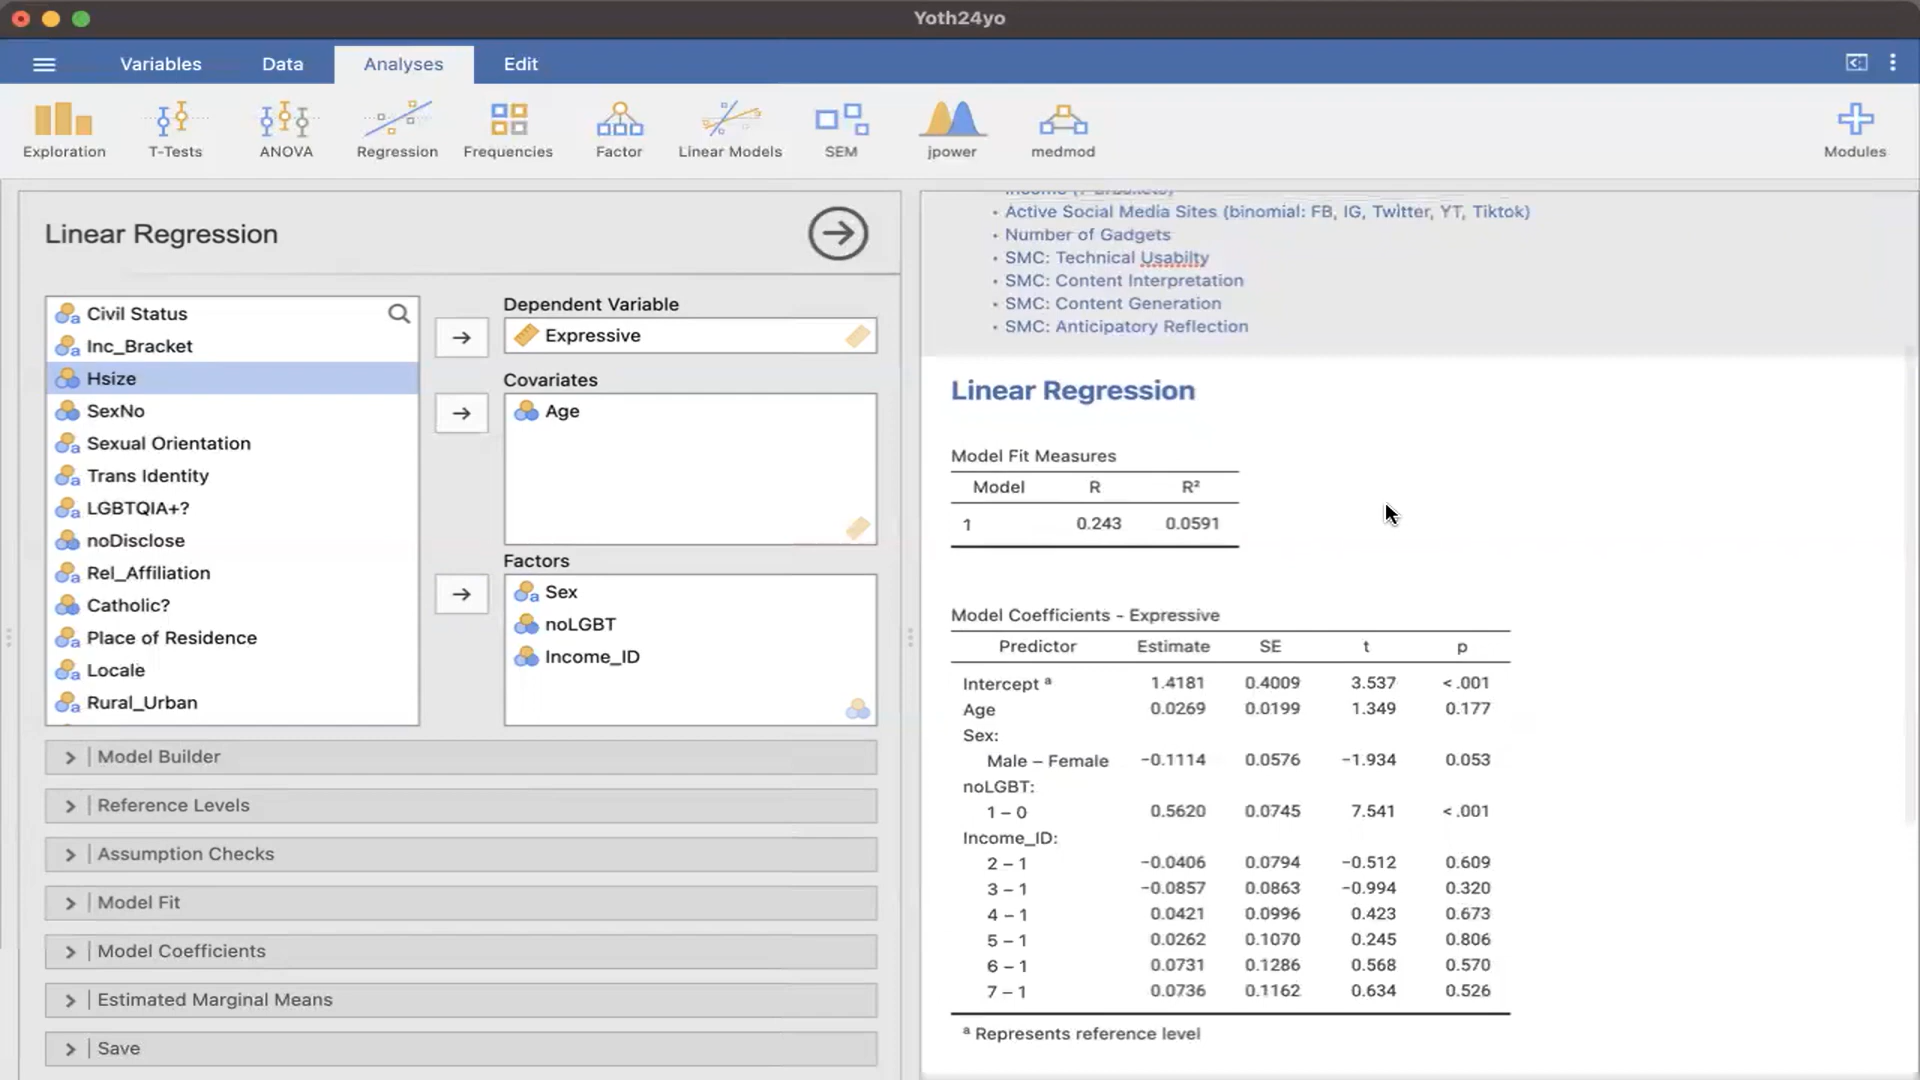 Yoth24yo
Variables
Data
Analyses
Edit
Exploration
T-Tests
ANOVA
Regression
Frequencies
Factor
Linear Models
SEM
jpower
medmod
Modules
Linear Regression
Civil Status
Inc_Bracket
Hsize
SexNo
Sexual Orientation
Trans Identity
LGBTQIA+?
noDisclose
Rel_Affiliation
Catholic?
Place of Residence
Locale
Rural_Urban
Dependent Variable
Expressive
Covariates
Age
Factors
Sex
noLGBT
Income_ID
Model Builder
Reference Levels
Assumption Checks
Model Fit
Model Coefficients
Estimated Marginal Means
Save
Income (7 Brackets)
• Active Social Media Sites (binomial: FB, IG, Twitter, YT, Tiktok)
• Number of Gadgets
• SMC: Technical Usabilty
• SMC: Content Interpretation
• SMC: Content Generation
• SMC: Anticipatory Reflection
Linear Regression
Model Fit Measures
Model R R²
1 0.243 0.0591
Model Coefficients - Expressive
Predictor Estimate SE t p
Intercept ᵃ 1.4181 0.4009 3.537 < .001
Age 0.0269 0.0199 1.349 0.177
Sex:
Male – Female −0.1114 0.0576 −1.934 0.053
noLGBT:
1 – 0 0.5620 0.0745 7.541 < .001
Income_ID:
2 – 1 −0.0406 0.0794 −0.512 0.609
3 – 1 −0.0857 0.0863 −0.994 0.320
4 – 1 0.0421 0.0996 0.423 0.673
5 – 1 0.0262 0.1070 0.245 0.806
6 – 1 0.0731 0.1286 0.568 0.570
7 – 1 0.0736 0.1162 0.634 0.526
ᵃ Represents reference level